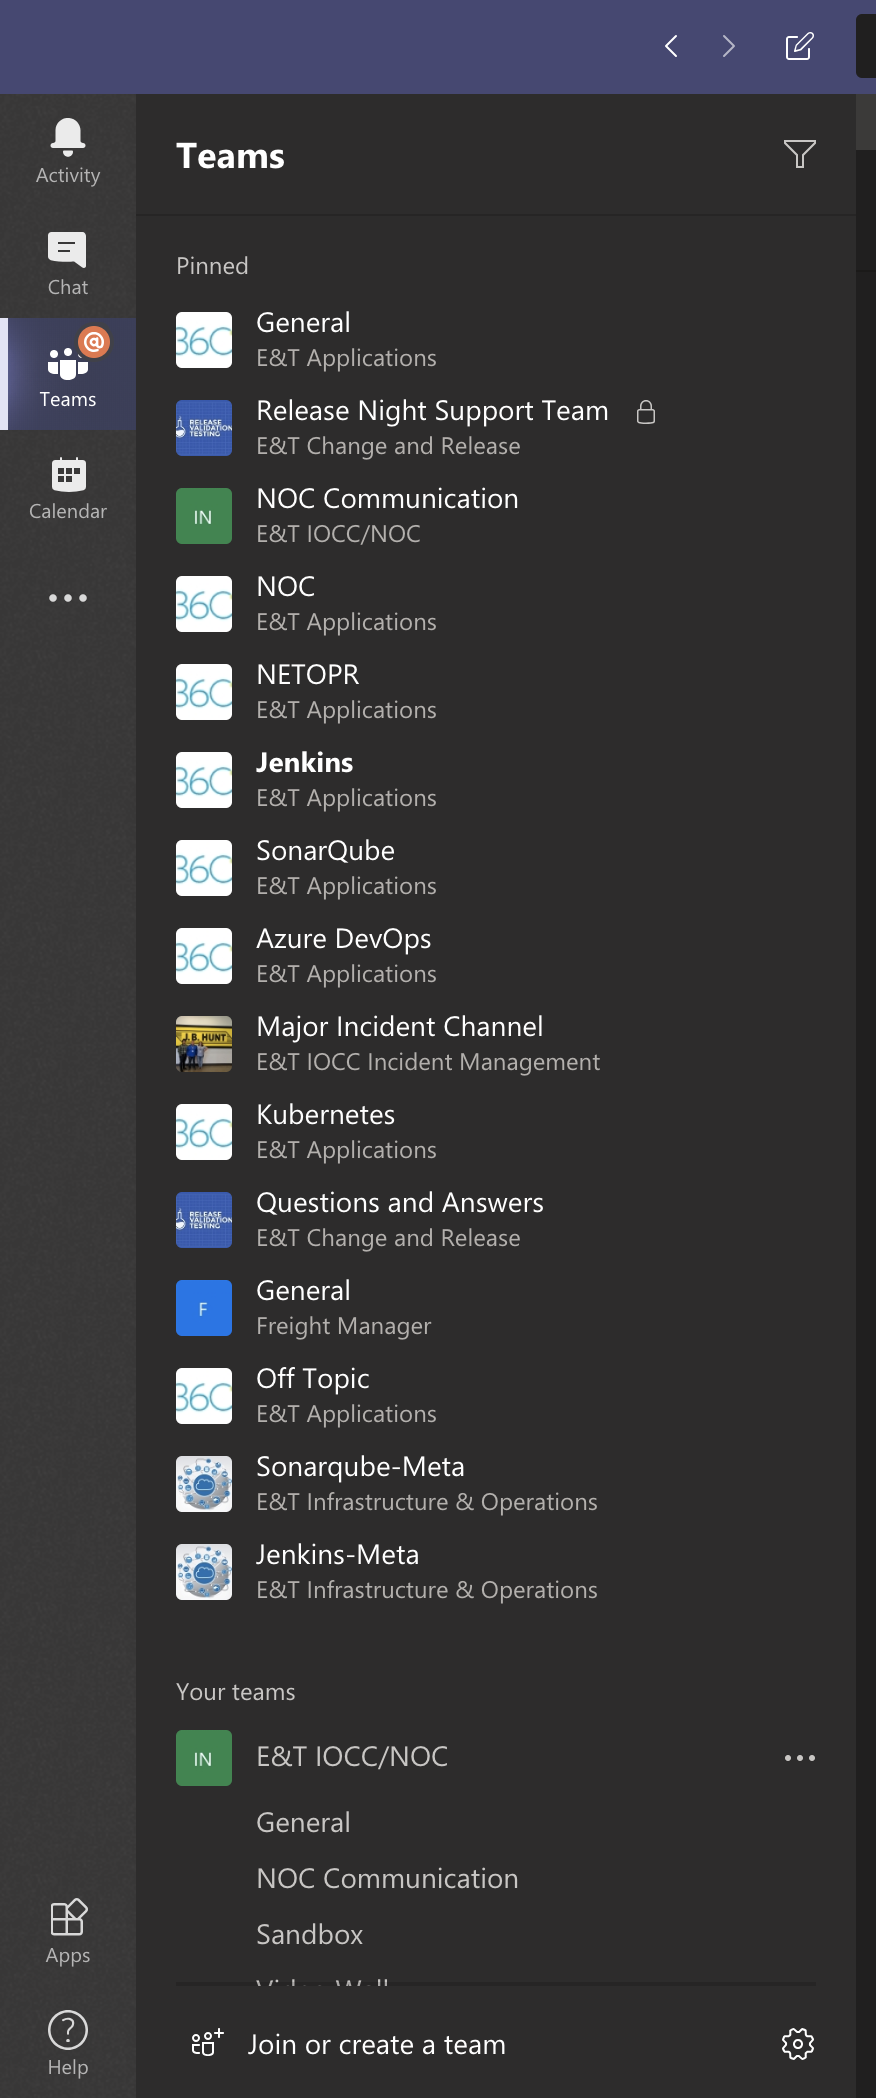 Teams
Activity
Chat
@
Teams
Calendar
Pinned
360
General
E&T Applications
RELEASE
VALIDATION
TESTING
Release Night Support Team
E&T Change and Release
IN
NOC Communication
E&T IOCC/NOC
360
NOC
E&T Applications
360
NETOPR
E&T Applications
360
Jenkins
E&T Applications
360
SonarQube
E&T Applications
360
Azure DevOps
E&T Applications
J.B. HUNT
Major Incident Channel
E&T IOCC Incident Management
360
Kubernetes
E&T Applications
RELEASE
VALIDATION
TESTING
Questions and Answers
E&T Change and Release
F
General
Freight Manager
360
Off Topic
E&T Applications
Sonarqube-Meta
E&T Infrastructure & Operations
Jenkins-Meta
E&T Infrastructure & Operations
Your teams
IN
E&T IOCC/NOC
General
NOC Communication
Sandbox
Video Wall
Apps
Help
Join or create a team